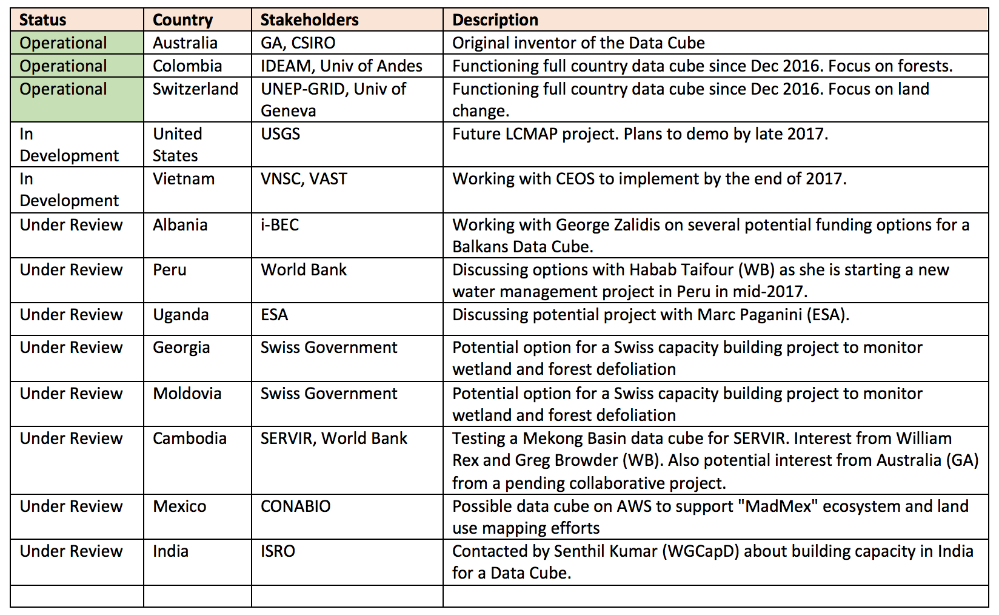 Status Country Stakeholders Description
Operational Australia GA, CSIRO Original inventor of the Data Cube
Operational Colombia IDEAM, Univ of Andes Functioning full country data cube since Dec 2016. Focus on forests.
Operational Switzerland UNEP-GRID, Univ of Functioning full country data cube since Dec 2016. Focus on land
Geneva change.
In United USGS Future LCMAP project. Plans to demo by late 2017.
Development States
In Vietnam VNSC, VAST Working with CEOS to implement by the end of 2017.
Development
Under Review Albania i-BEC Working with George Zalidis on several potential funding options for a
Balkans Data Cube.
Under Review Peru World Bank Discussing options with Habab Taifour (WB) as she is starting a new
water management project in Peru in mid-2017.
Under Review Uganda ESA Discussing potential project with Marc Paganini (ESA).
Under Review Georgia Swiss Government Potential option for a Swiss capacity building project to monitor
wetland and forest defoliation
Under Review Moldovia Swiss Government Potential option for a Swiss capacity building project to monitor
wetland and forest defoliation
Under Review Cambodia SERVIR, World Bank Testing a Mekong Basin data cube for SERVIR. Interest from William
Rex and Greg Browder (WB). Also potential interest from Australia (GA)
from a pending collaborative project.
Under Review Mexico CONABIO Possible data cube on AWS to support "MadMex" ecosystem and land
use mapping efforts
Under Review India ISRO Contacted by Senthil Kumar (WGCapD) about building capacity in India
for a Data Cube.